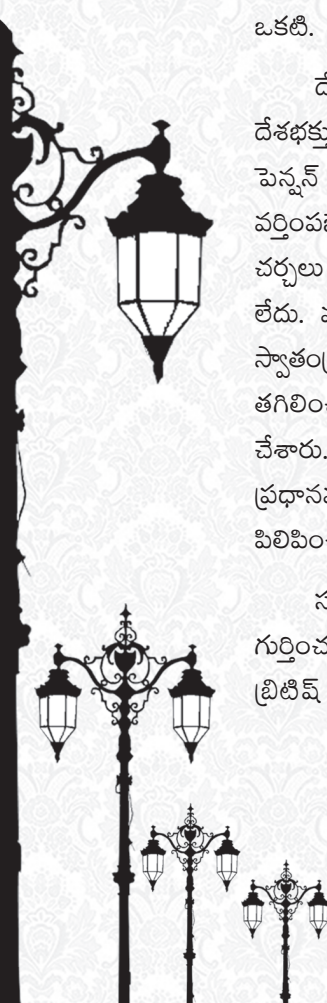 ఒకటి.
దే
దేశభక్తు
పెన్షన్
వర్తింపజే
చర్చలు
లేదు.
స్వాతంత్ర
తగిలిం
చేశారు.
ప్రధాన
పిలిపిం
స
గుర్తించ
బ్రిటిష్